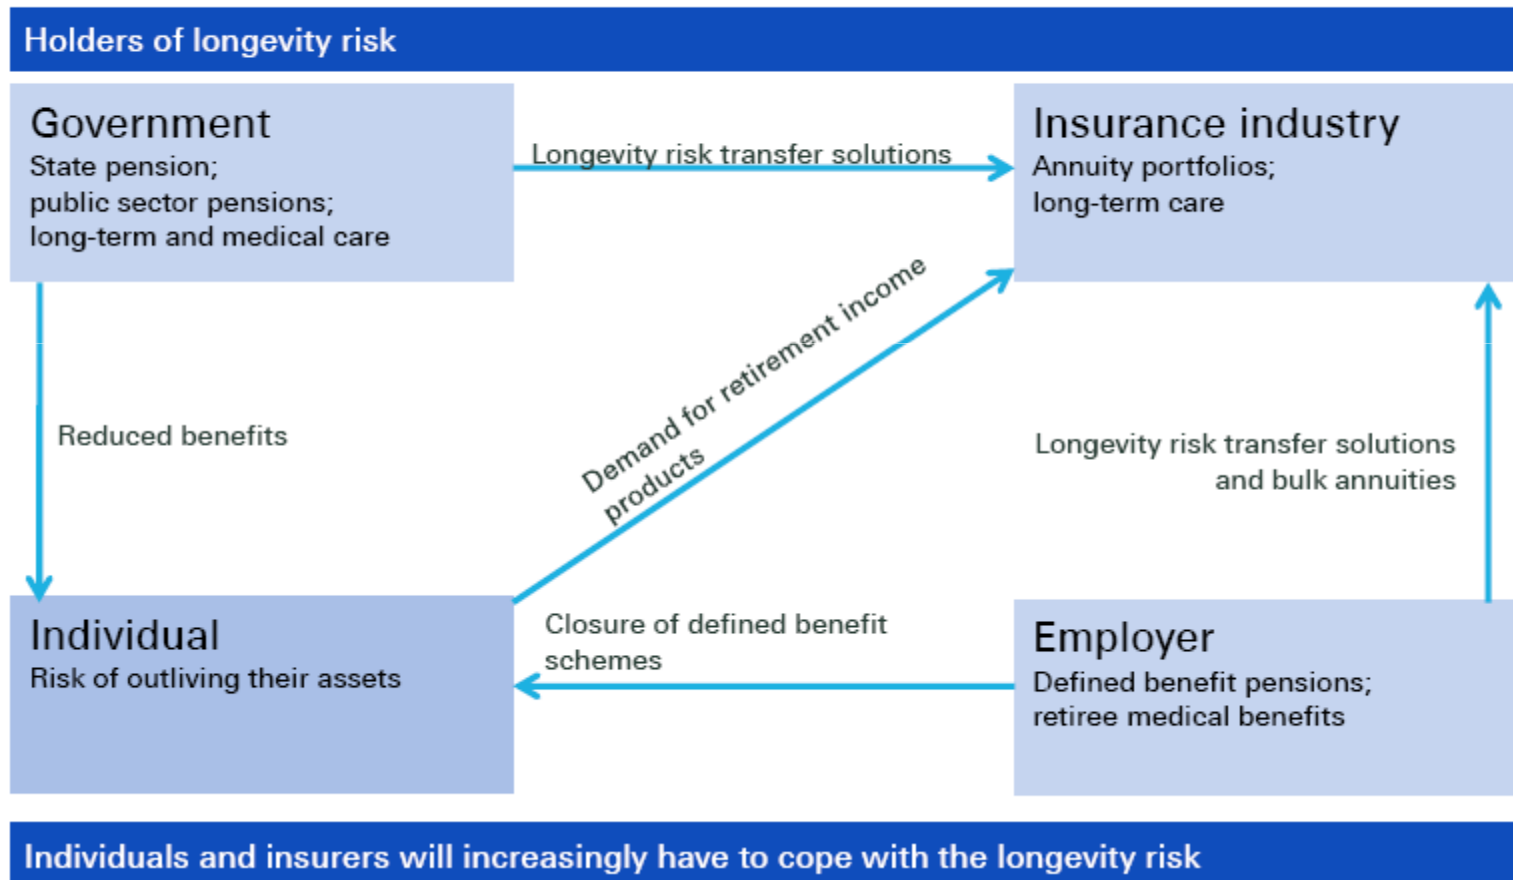 Holders of longevity risk
Government
State pension;
public sector pensions;
long-term and medical care
Longevity risk transfer solutions
Insurance industry
Annuity portfolios;
long-term care
Reduced benefits
Demand for retirement income
products
Longevity risk transfer solutions
and bulk annuities
Individual
Risk of outliving their assets
Closure of defined benefit
schemes
Employer
Defined benefit pensions;
retiree medical benefits
Individuals and insurers will increasingly have to cope with the longevity risk